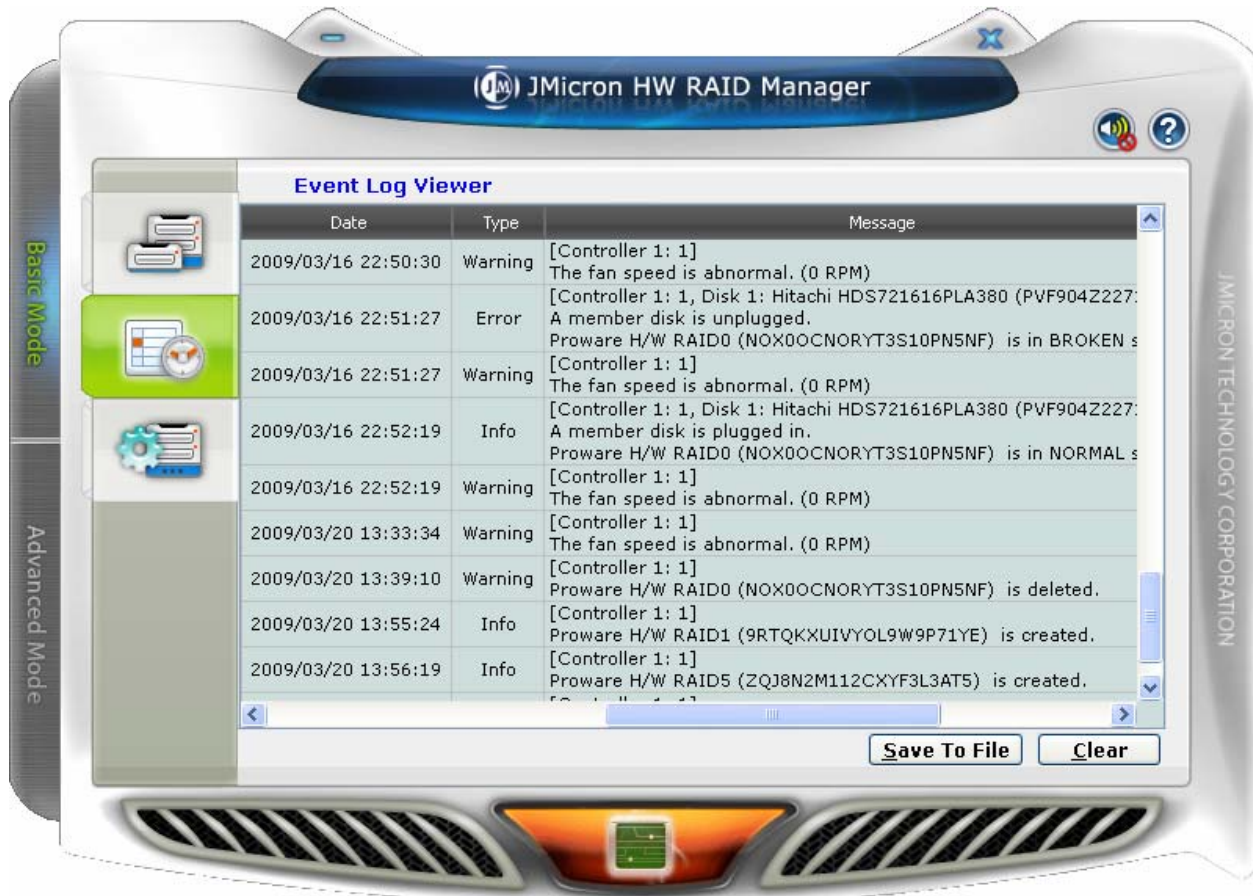 JMicron HW RAID Manager
Event Log Viewer
Date Type Message
2009/03/16 22:50:30 Warning [Controller 1: 1]
The fan speed is abnormal. (0 RPM)
2009/03/16 22:51:27 Error [Controller 1: 1, Disk 1: Hitachi HDS721616PLA380 (PVF904Z227
A member disk is unplugged.
Proware H/W RAID0 (NOX0OCNORYT3S10PN5NF) is in BROKEN s
2009/03/16 22:51:27 Warning [Controller 1: 1]
The fan speed is abnormal. (0 RPM)
2009/03/16 22:52:19 Info [Controller 1: 1, Disk 1: Hitachi HDS721616PLA380 (PVF904Z227
A member disk is plugged in.
Proware H/W RAID0 (NOX0OCNORYT3S10PN5NF) is in NORMAL s
2009/03/16 22:52:19 Warning [Controller 1: 1]
The fan speed is abnormal. (0 RPM)
2009/03/20 13:33:34 Warning [Controller 1: 1]
The fan speed is abnormal. (0 RPM)
2009/03/20 13:39:10 Warning [Controller 1: 1]
Proware H/W RAID0 (NOX0OCNORYT3S10PN5NF) is deleted.
2009/03/20 13:55:24 Info [Controller 1: 1]
Proware H/W RAID1 (9RTQKXUIVYOL9W9P71YE) is created.
2009/03/20 13:56:19 Info [Controller 1: 1]
Proware H/W RAID5 (ZQJ8N2M112CXYF3L3AT5) is created.
Save To File Clear
Basic Mode
Advanced Mode
JMICRON TECHNOLOGY CORPORATION